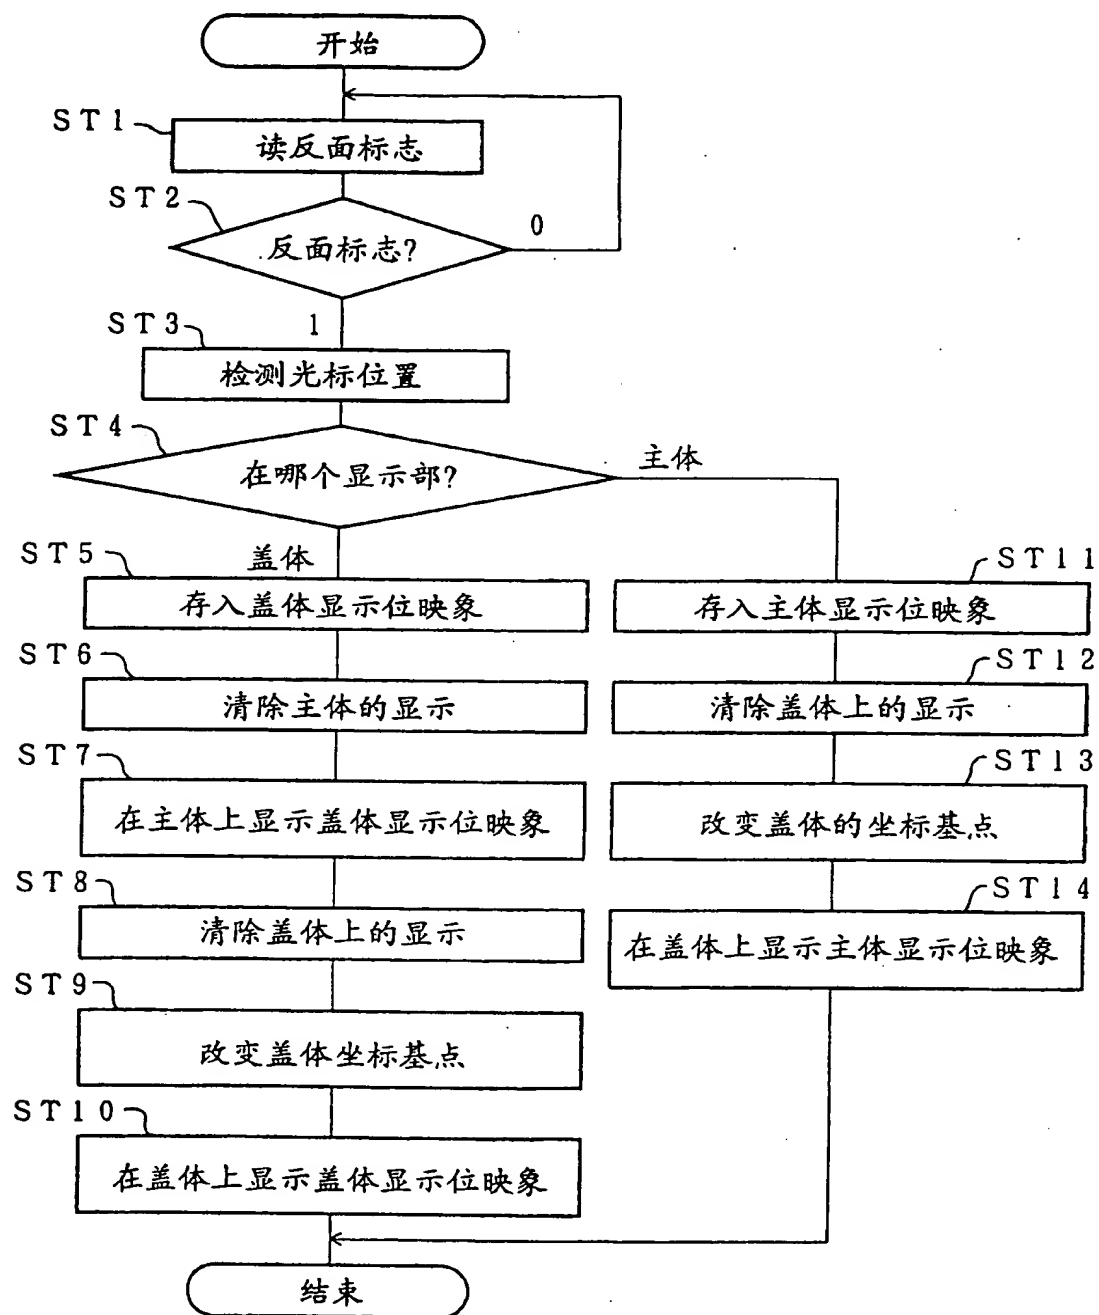 开始
ST1
读反面标志
ST2
反面标志?
0
1
ST3
检测光标位置
ST4
在哪个显示部?
主体
盖体
ST5
存入盖体显示位映象
ST6
清除主体的显示
ST7
在主体上显示盖体显示位映象
ST8
清除盖体上的显示
ST9
改变盖体坐标基点
ST10
在盖体上显示盖体显示位映象
ST11
存入主体显示位映象
ST12
清除盖体上的显示
ST13
改变盖体的坐标基点
ST14
在盖体上显示主体显示位映象
结束